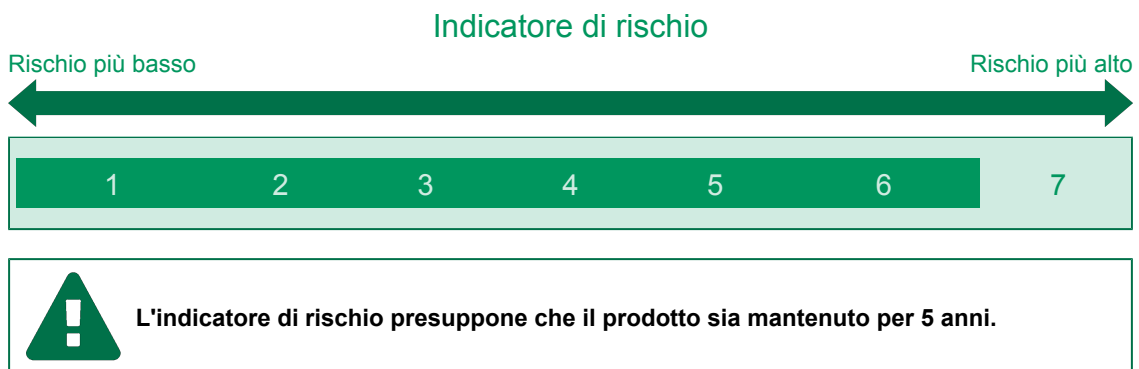 Indicatore di rischio
Rischio più basso Rischio più alto
1 2 3 4 5 6 7
L'indicatore di rischio presuppone che il prodotto sia mantenuto per 5 anni.